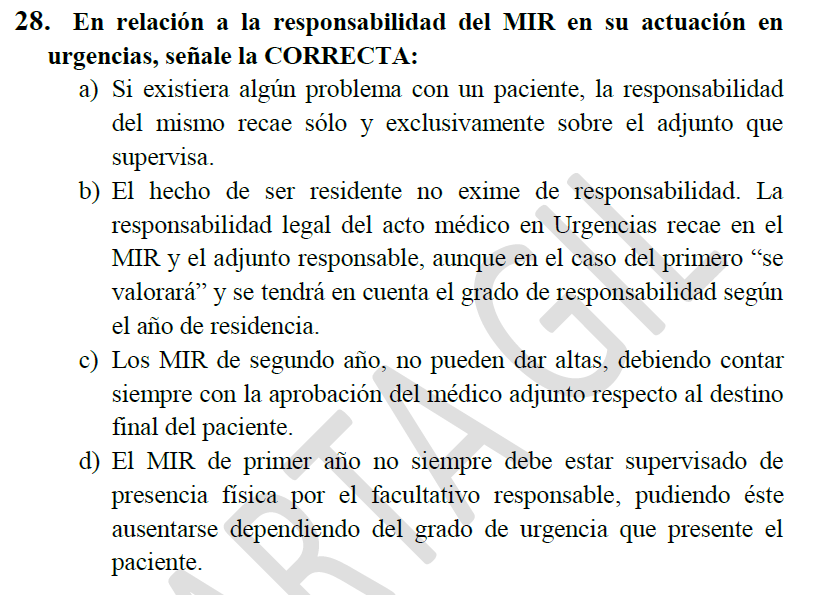 28. En relación a la responsabilidad del MIR en su actuación en
urgencias, señale la CORRECTA:
a) Si existiera algún problema con un paciente, la responsabilidad
del mismo recae sólo y exclusivamente sobre el adjunto que
supervisa.
b) El hecho de ser residente no exime de responsabilidad. La
responsabilidad legal del acto médico en Urgencias recae en el
MIR y el adjunto responsable, aunque en el caso del primero “se
valorará” y se tendrá en cuenta el grado de responsabilidad según
el año de residencia.
c) Los MIR de segundo año, no pueden dar altas, debiendo contar
siempre con la aprobación del médico adjunto respecto al destino
final del paciente.
d) El MIR de primer año no siempre debe estar supervisado de
presencia física por el facultativo responsable, pudiendo éste
ausentarse dependiendo del grado de urgencia que presente el
paciente.
ARTA GIL